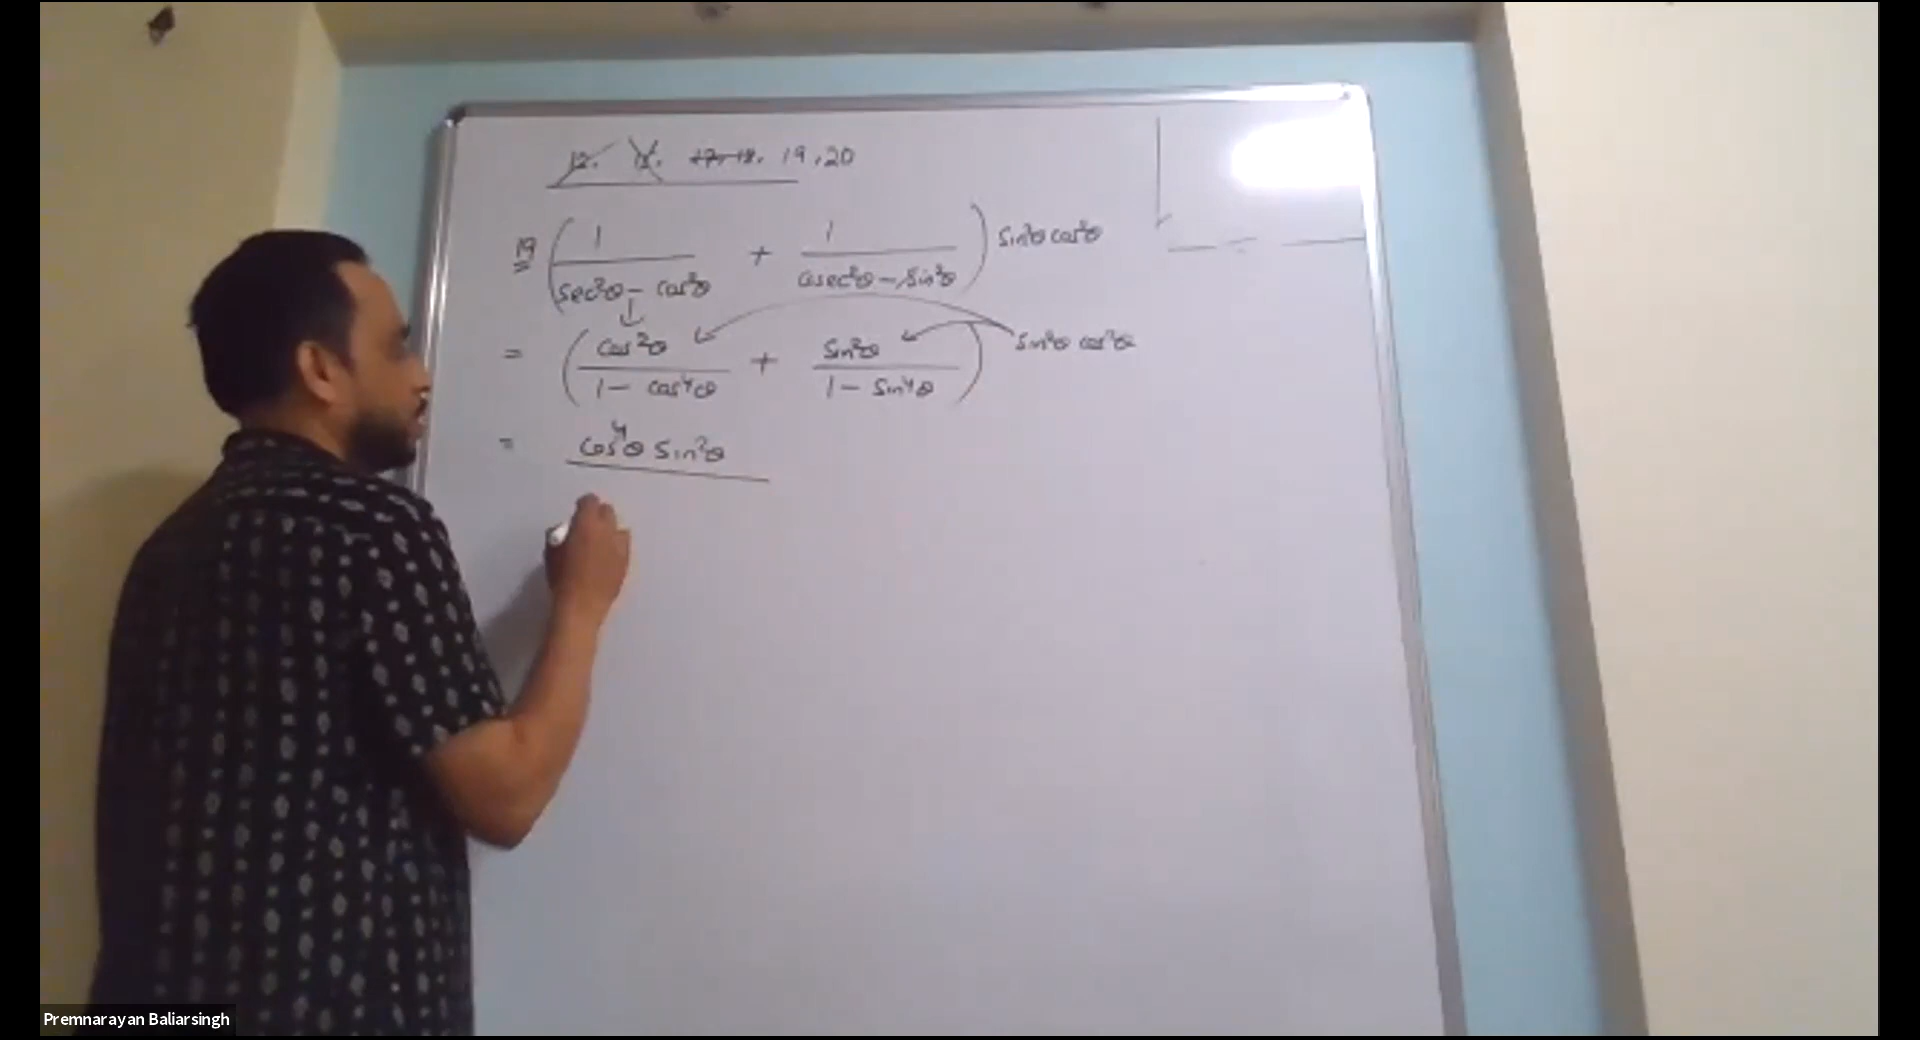 12. 15. 17, 18. 19, 20
19 ( 1 / (sec²θ − cos²θ) + 1 / (cosec²θ − sin²θ) ) sin²θ cos²θ
= ( cos²θ / (1 − cos⁴θ) + sin²θ / (1 − sin⁴θ) ) sin²θ cos²θ
= cos⁴θ sin²θ
Premnarayan Baliarsingh